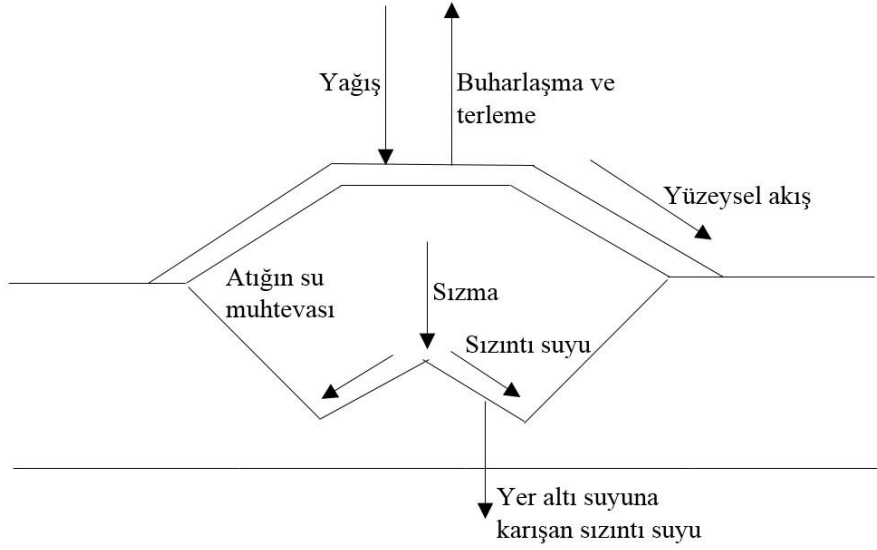 Yağış
Buharlaşma ve
terleme
Yüzeysel akış
Atığın su
muhtevası
Sızma
Sızıntı suyu
Yer altı suyuna
karışan sızıntı suyu